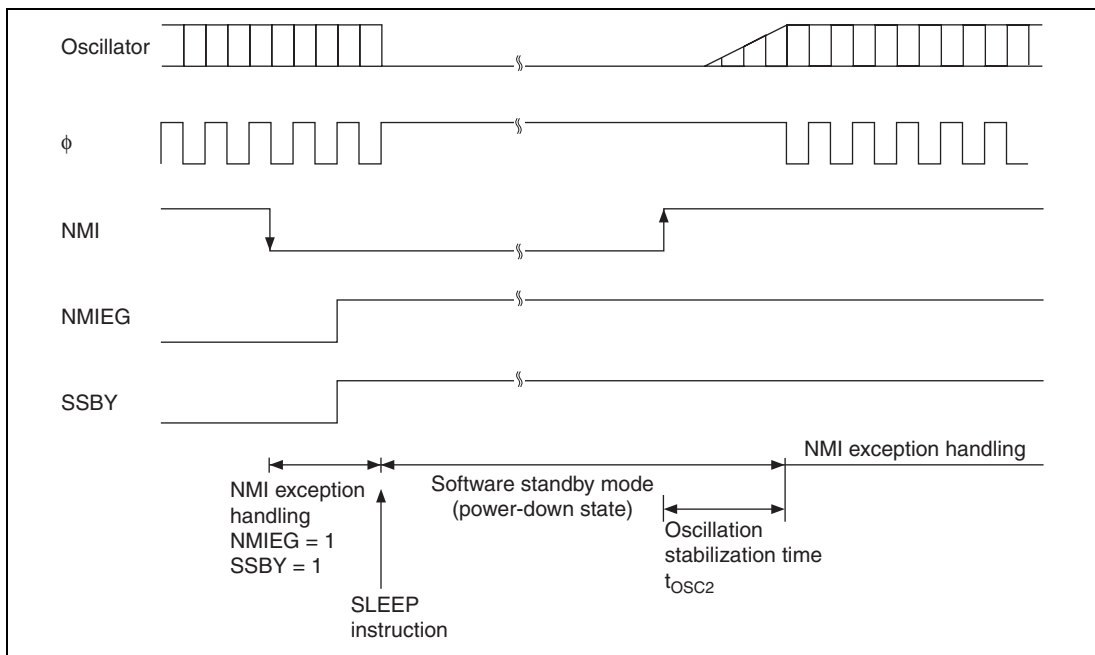 Oscillator
φ
NMI
NMIEG
SSBY
NMI exception handling
NMI exception
handling
NMIEG = 1
SSBY = 1
Software standby mode
(power-down state)
Oscillation
stabilization time
tOSC2
SLEEP
instruction